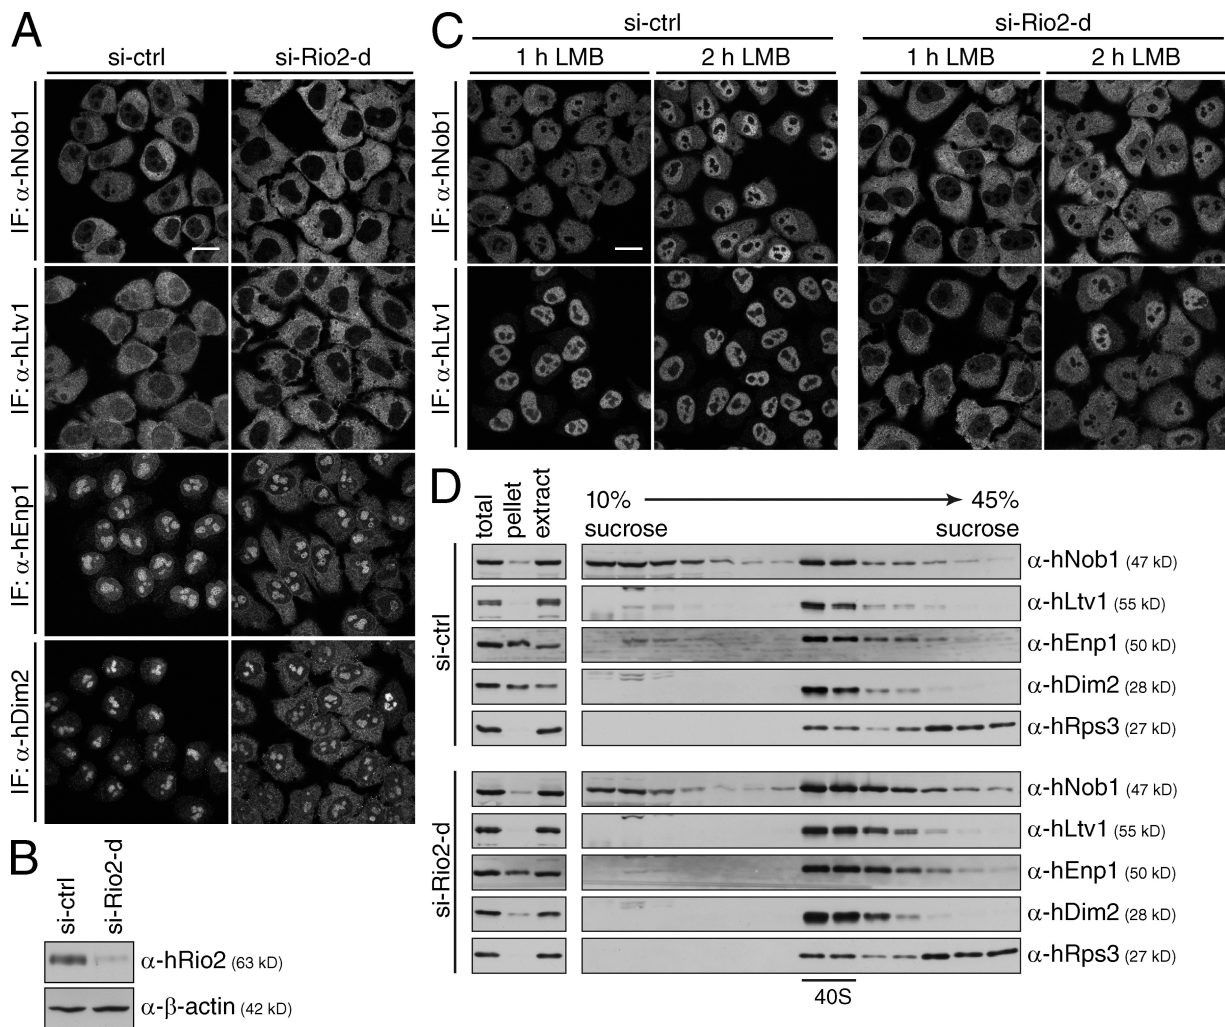 A
si-ctrl
si-Rio2-d
IF: α-hNob1
IF: α-hLtv1
IF: α-hEnp1
IF: α-hDim2
B
si-ctrl
si-Rio2-d
α-hRio2 (63 kD)
α-β-actin (42 kD)
C
si-ctrl
si-Rio2-d
1 h LMB
2 h LMB
1 h LMB
2 h LMB
IF: α-hNob1
IF: α-hLtv1
D
total
pellet
extract
10%
45%
sucrose
sucrose
si-ctrl
α-hNob1 (47 kD)
α-hLtv1 (55 kD)
α-hEnp1 (50 kD)
α-hDim2 (28 kD)
α-hRps3 (27 kD)
si-Rio2-d
α-hNob1 (47 kD)
α-hLtv1 (55 kD)
α-hEnp1 (50 kD)
α-hDim2 (28 kD)
α-hRps3 (27 kD)
40S